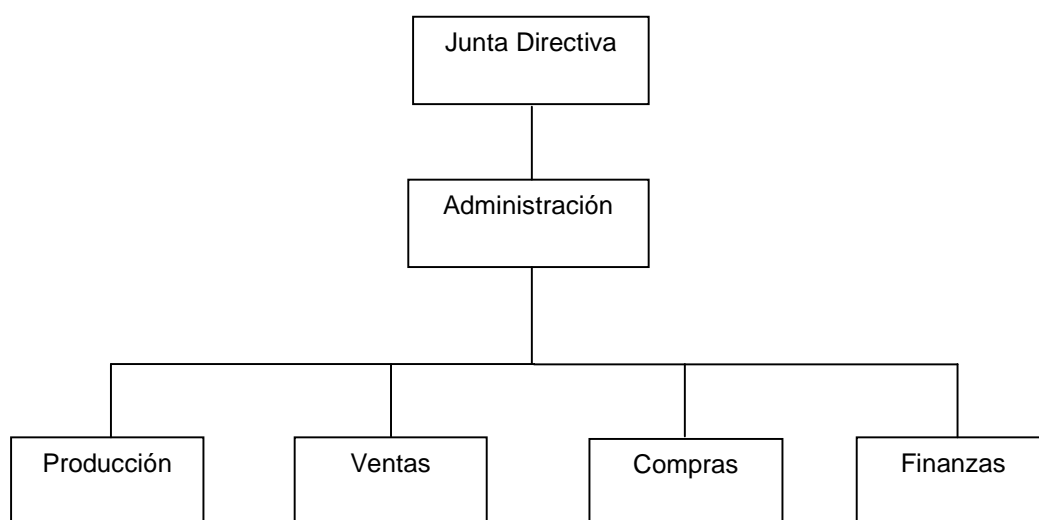 Junta Directiva
Administración
Producción
Ventas
Compras
Finanzas